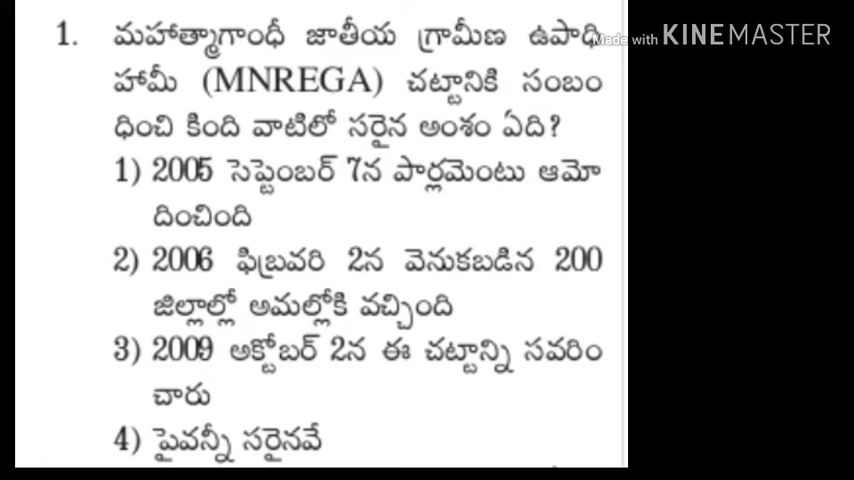 Made with KINEMASTER
1. మహాత్మాగాంధీ జాతీయ గ్రామీణ ఉపాధి
హామీ (MNREGA) చట్టానికి సంబం
ధించి కింది వాటిలో సరైన అంశం ఏది?
1) 2005 సెప్టెంబర్ 7న పార్లమెంటు ఆమో
దించింది
2) 2006 ఫిబ్రవరి 2న వెనుకబడిన 200
జిల్లాల్లో అమల్లోకి వచ్చింది
3) 2009 అక్టోబర్ 2న ఈ చట్టాన్ని సవరిం
చారు
4) పైవన్నీ సరైనవే